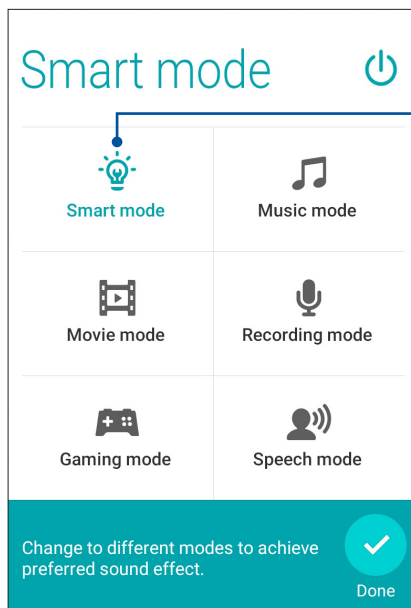 Smart mode
Smart mode
Music mode
Movie mode
Recording mode
Gaming mode
Speech mode
Change to different modes to achieve
preferred sound effect.
Done